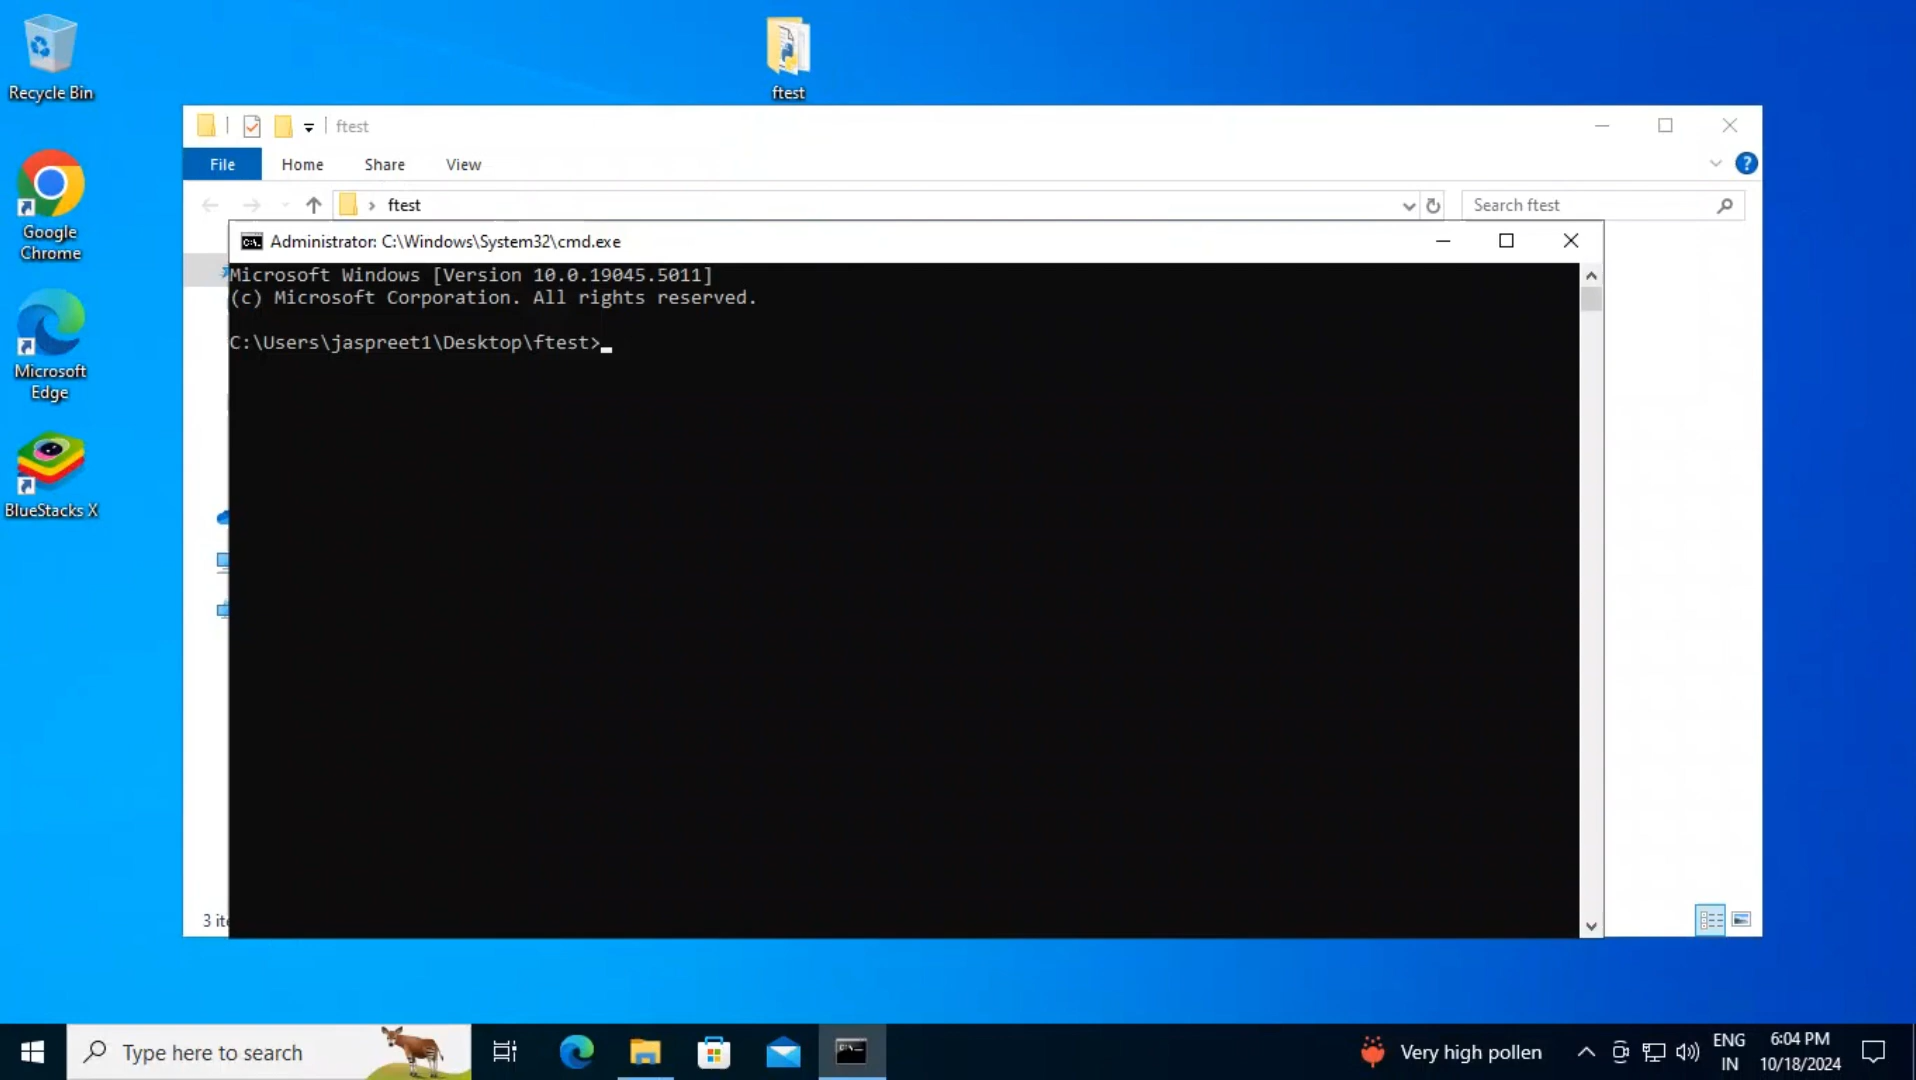 Recycle Bin
ftest
Google
Chrome
Microsoft
Edge
BlueStacks X
ftest
File
Home
Share
View
ftest
Search ftest
Administrator: C:\Windows\System32\cmd.exe
Microsoft Windows [Version 10.0.19045.5011]
(c) Microsoft Corporation. All rights reserved.
C:\Users\jaspreet1\Desktop\ftest>
3
Type here to search
Very high pollen
ENG
IN
6:04 PM
10/18/2024